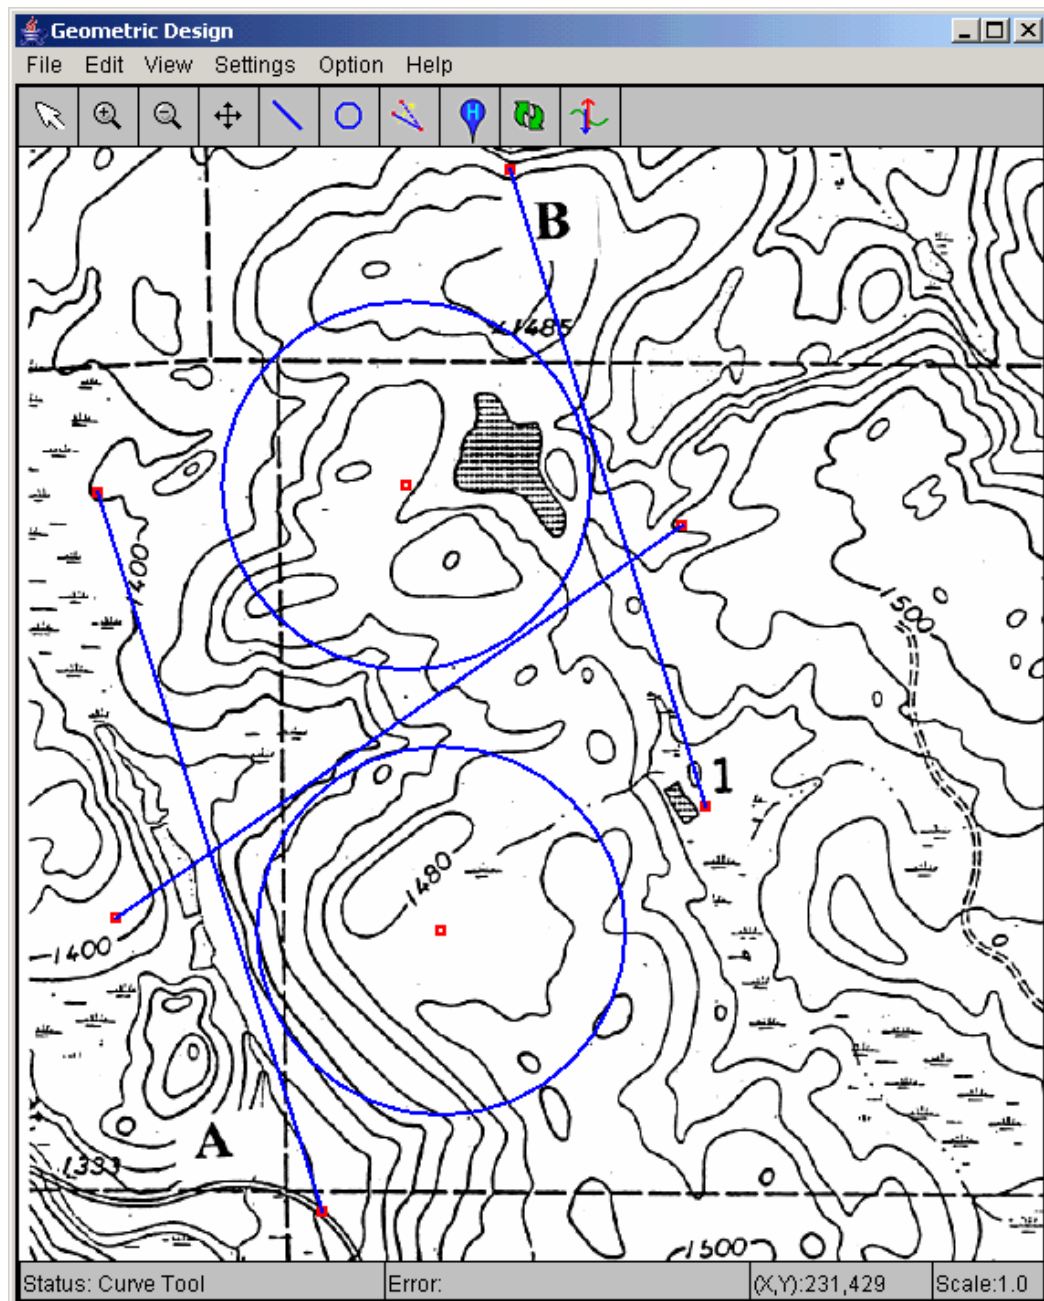 Geometric Design
File Edit View Settings Option Help
H
B
1485
1400
1500
1
1480
1400
A
1333
1500
Status: Curve Tool Error: (X,Y):231,429 Scale:1.0